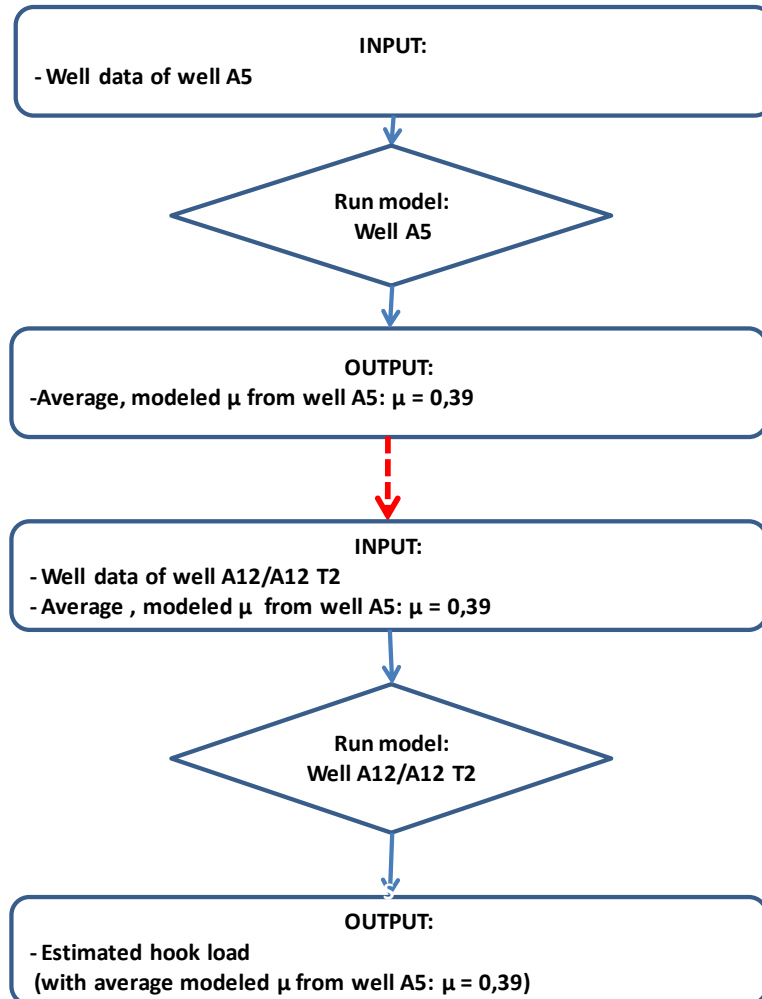 INPUT:
- Well data of well A5
Run model:
Well A5
OUTPUT:
-Average, modeled µ from well A5: µ = 0,39
INPUT:
- Well data of well A12/A12 T2
- Average , modeled µ from well A5: µ = 0,39
Run model:
Well A12/A12 T2
S
OUTPUT:
- Estimated hook load
(with average modeled µ from well A5: µ = 0,39)